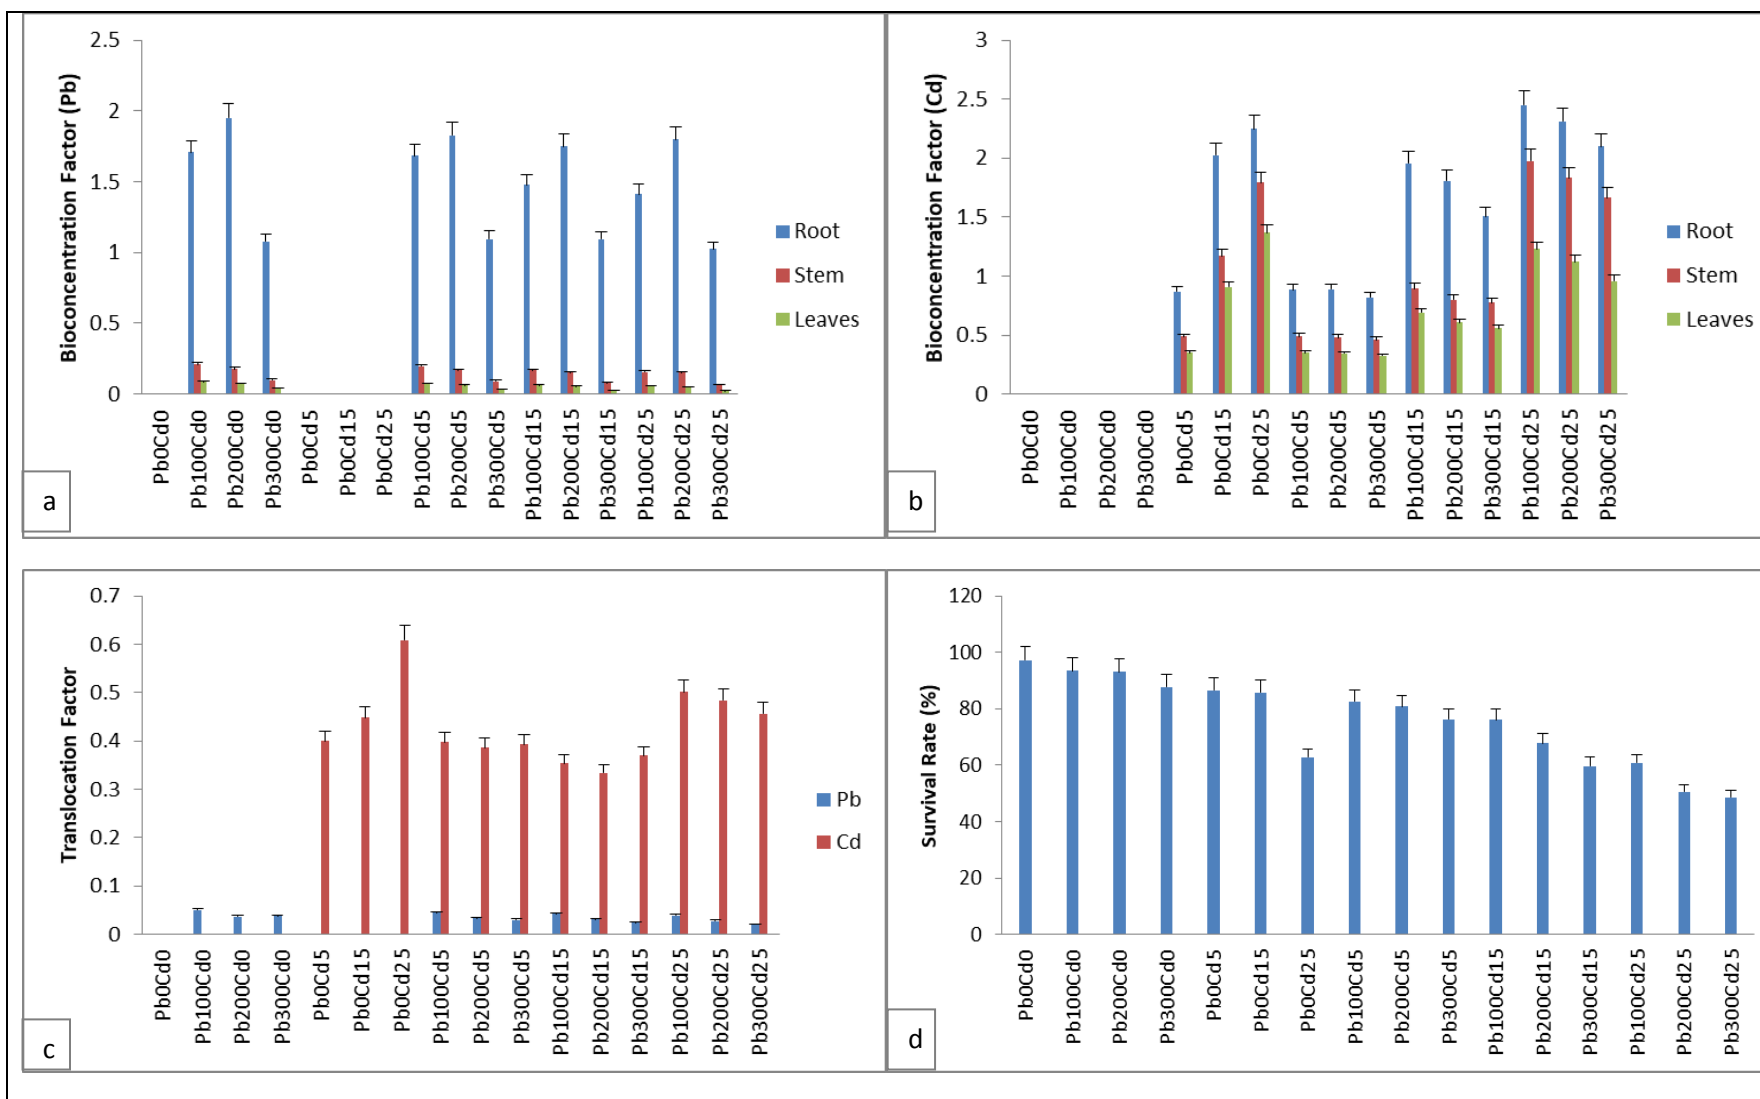 Bioconcentration Factor (Pb)
2.5
2
1.5
1
0.5
0
Pb0Cd0
Pb100Cd0
Pb200Cd0
Pb300Cd0
Pb0Cd5
Pb0Cd15
Pb0Cd25
Pb100Cd5
Pb200Cd5
Pb300Cd5
Pb100Cd15
Pb200Cd15
Pb300Cd15
Pb100Cd25
Pb200Cd25
Pb300Cd25
Root
Stem
Leaves
a
Bioconcentration Factor (Cd)
3
2.5
2
1.5
1
0.5
0
Pb0Cd0
Pb100Cd0
Pb200Cd0
Pb300Cd0
Pb0Cd5
Pb0Cd15
Pb0Cd25
Pb100Cd5
Pb200Cd5
Pb300Cd5
Pb100Cd15
Pb200Cd15
Pb300Cd15
Pb100Cd25
Pb200Cd25
Pb300Cd25
Root
Stem
Leaves
b
Translocation Factor
0.7
0.6
0.5
0.4
0.3
0.2
0.1
0
Pb0Cd0
Pb100Cd0
Pb200Cd0
Pb300Cd0
Pb0Cd5
Pb0Cd15
Pb0Cd25
Pb100Cd5
Pb200Cd5
Pb300Cd5
Pb100Cd15
Pb200Cd15
Pb300Cd15
Pb100Cd25
Pb200Cd25
Pb300Cd25
Pb
Cd
c
Survival Rate (%)
120
100
80
60
40
20
0
Pb0Cd0
Pb100Cd0
Pb200Cd0
Pb300Cd0
Pb0Cd5
Pb0Cd15
Pb0Cd25
Pb100Cd5
Pb200Cd5
Pb300Cd5
Pb100Cd15
Pb200Cd15
Pb300Cd15
Pb100Cd25
Pb200Cd25
Pb300Cd25
d